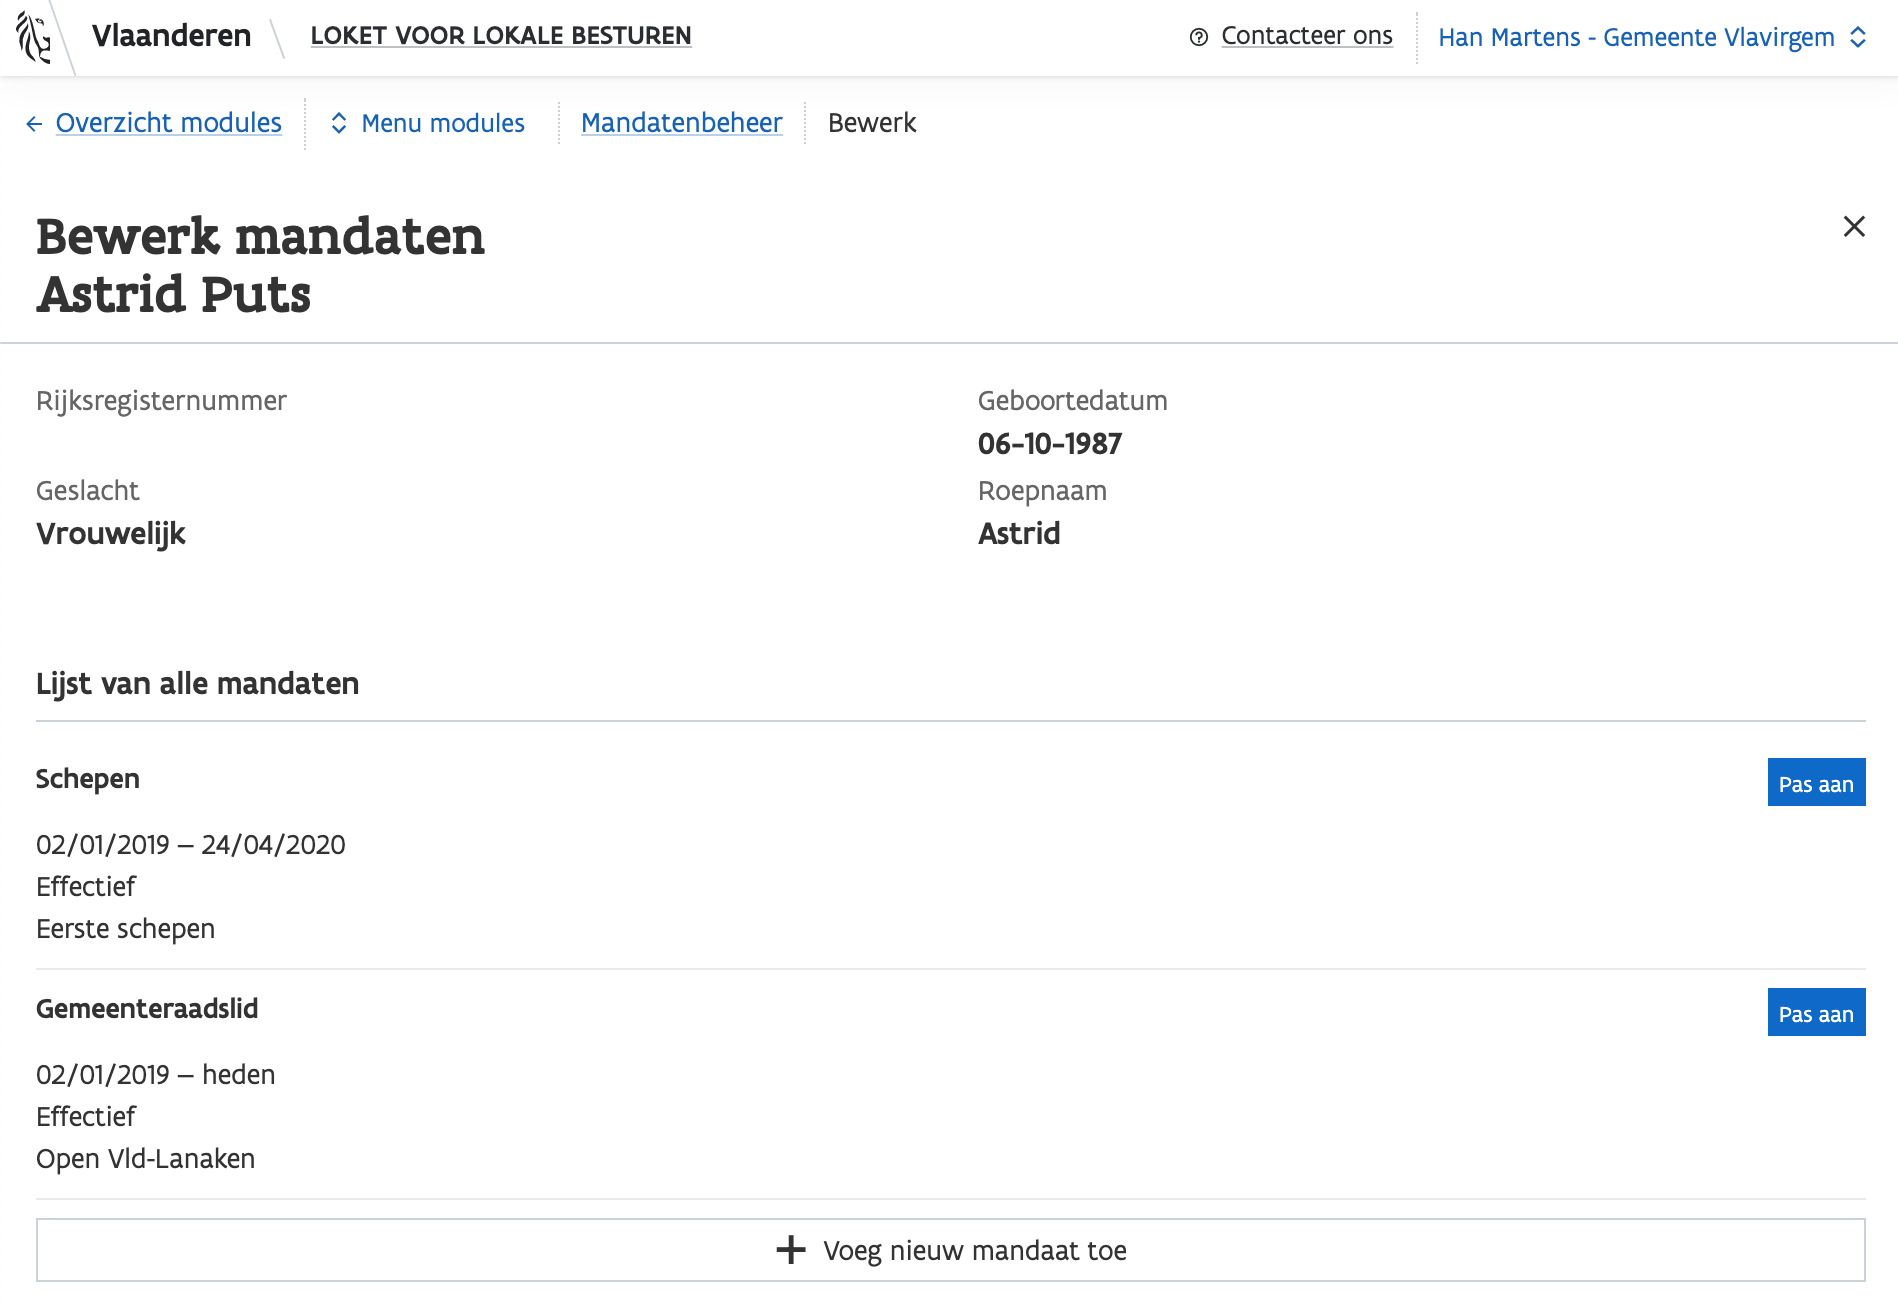 Vlaanderen LOKET VOOR LOKALE BESTUREN Contacteer ons Han Martens - Gemeente Vlavirgem
Overzicht modules Menu modules Mandatenbeheer Bewerk
Bewerk mandaten
Astrid Puts
Rijksregisternummer Geboortedatum
06-10-1987
Geslacht Roepnaam
Vrouwelijk Astrid
Lijst van alle mandaten
Schepen Pas aan
02/01/2019 – 24/04/2020
Effectief
Eerste schepen
Gemeenteraadslid Pas aan
02/01/2019 – heden
Effectief
Open Vld-Lanaken
Voeg nieuw mandaat toe